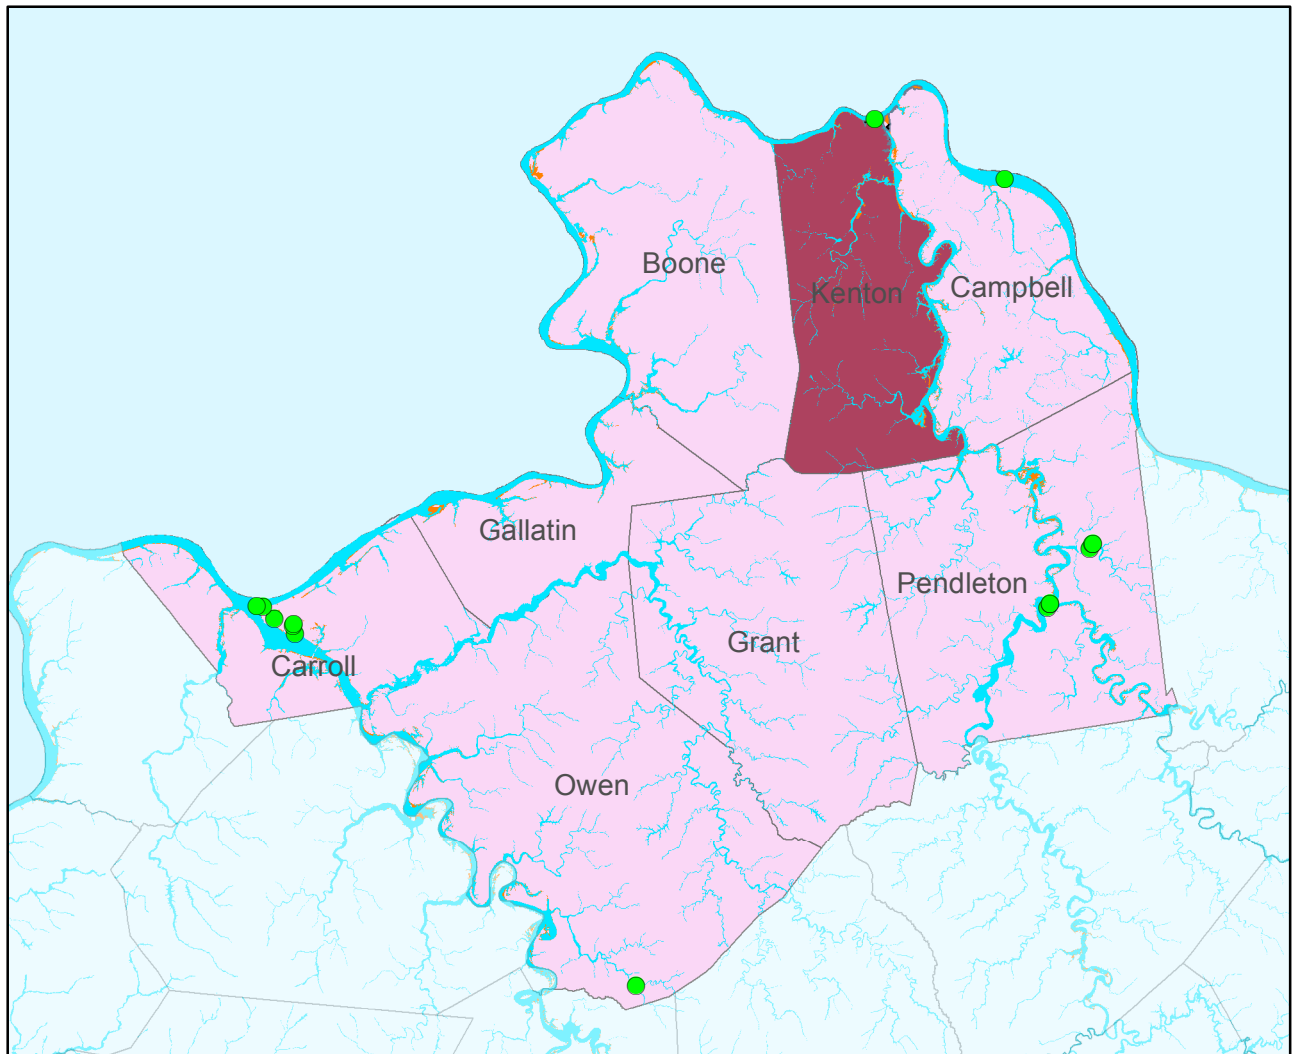 Boone
Kenton
Campbell
Gallatin
Pendleton
Grant
Carroll
Owen